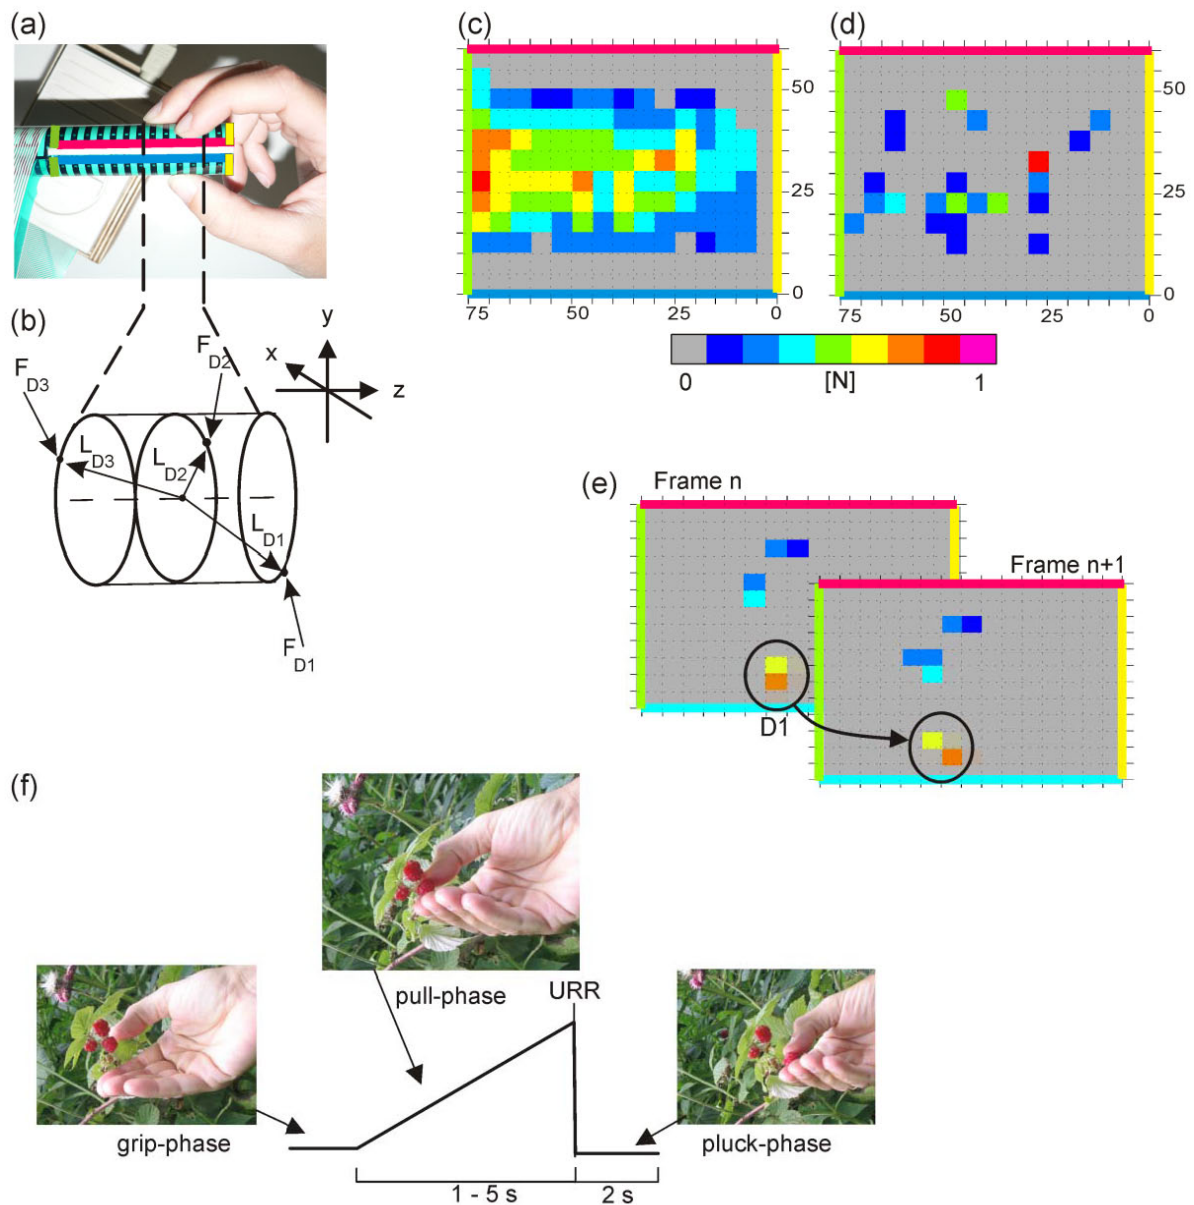 (a)
(c)
(d)
50
25
0
75
50
25
0
50
25
0
75
50
25
0
0
[N]
1
(b)
y
x
z
F
D3
F
D2
L
D3
L
D2
L
D1
F
D1
(e)
Frame n
Frame n+1
D1
(f)
pull-phase
URR
grip-phase
pluck-phase
1 - 5 s
2 s